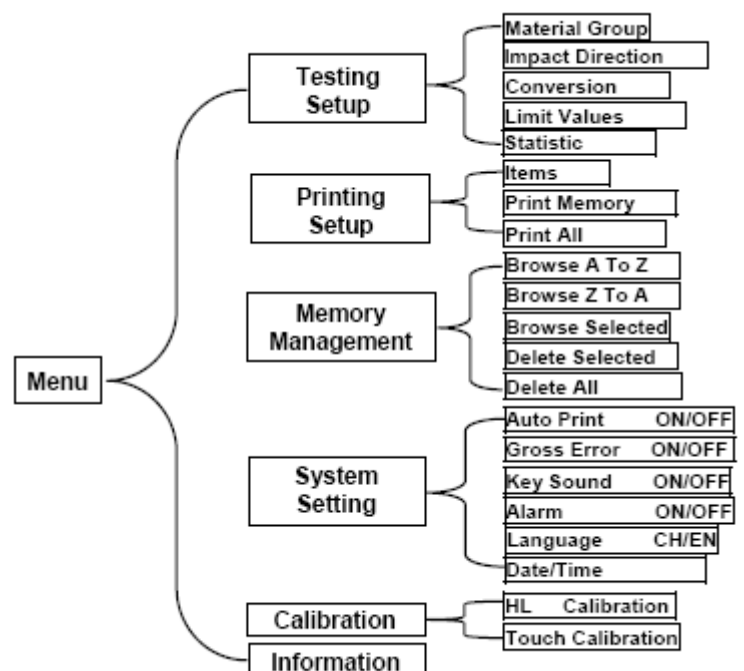 Menu
Testing
Setup
Material Group
Impact Direction
Conversion
Limit Values
Statistic
Printing
Setup
Items
Print Memory
Print All
Memory
Management
Browse A To Z
Browse Z To A
Browse Selected
Delete Selected
Delete All
System
Setting
Auto Print ON/OFF
Gross Error ON/OFF
Key Sound ON/OFF
Alarm ON/OFF
Language CH/EN
Date/Time
Calibration
HL Calibration
Touch Calibration
Information